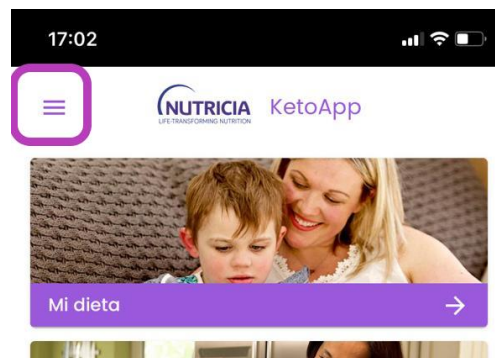 17:02
NUTRICIA KetoApp
LIFE-TRANSFORMING NUTRITION
Mi dieta